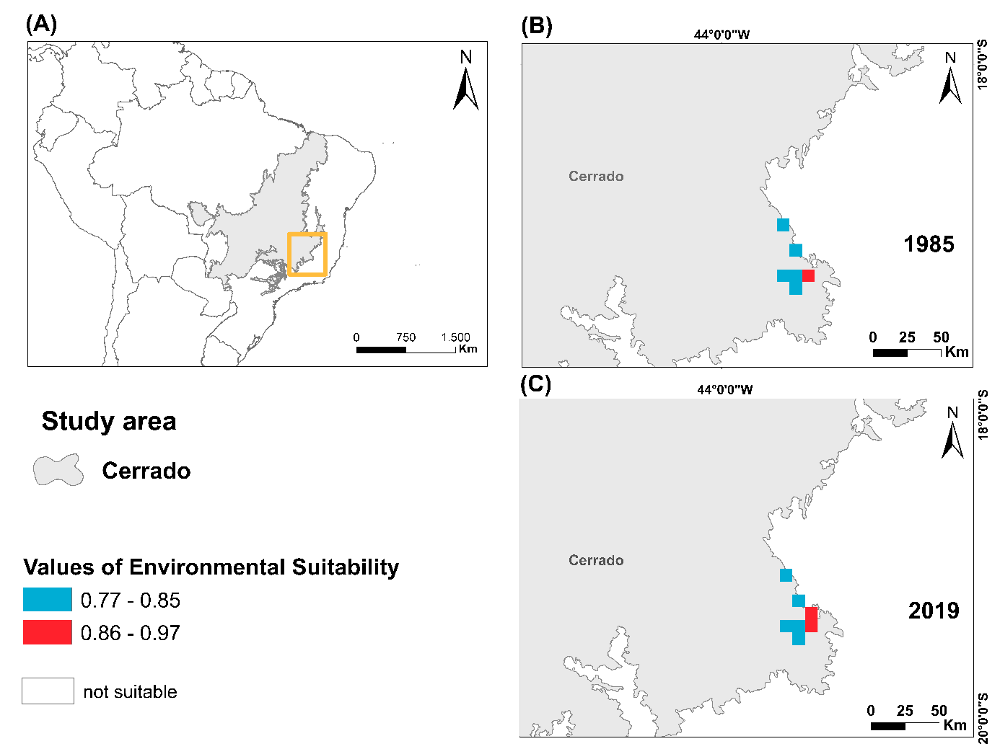 (A)
N
0 750 1.500
Km
(B)
44°0'0"W
18°0'0"S
N
Cerrado
1985
0 25 50
Km
(C)
44°0'0"W
18°0'0"S
N
Cerrado
2019
0 25 50
Km
20°0'0"S
Study area
Cerrado
Values of Environmental Suitability
0.77 - 0.85
0.86 - 0.97
not suitable